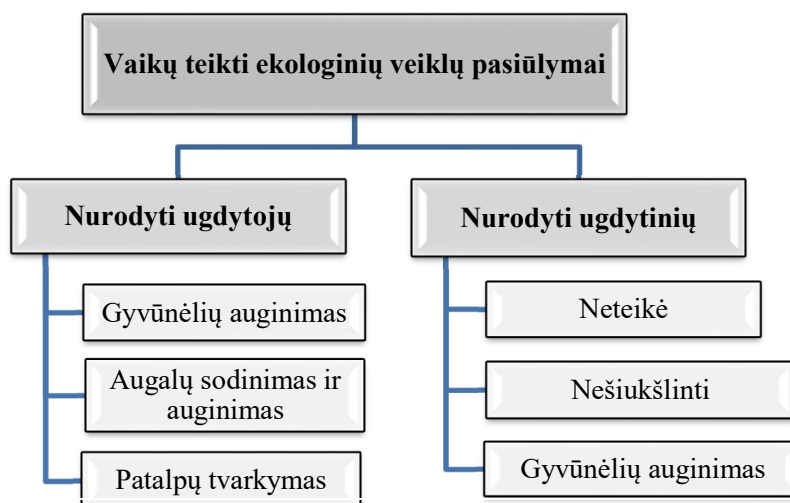 Vaikų teikti ekologinių veiklų pasiūlymai
Nurodyti ugdytojų
Gyvūnėlių auginimas
Augalų sodinimas ir
auginimas
Patalpų tvarkymas
Nurodyti ugdytinių
Neteikė
Nešiukšlinti
Gyvūnėlių auginimas